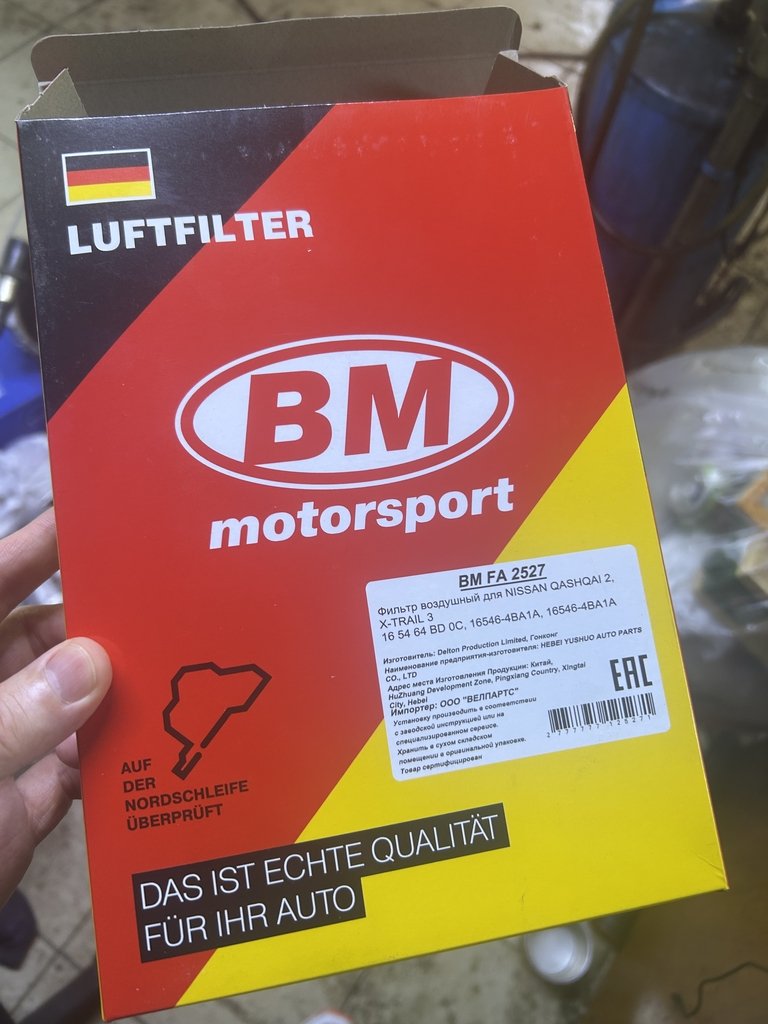 LUFTFILTER
BM
motorsport
BM FA 2527
Фильтр воздушный для NISSAN QASHQAI 2,
X-TRAIL 3
16 54 64 BD 0C, 16546-4BA1A, 16546-4BA1A
Изготовитель: Delton Production Limited, Гонконг
Наименование предприятия-изготовителя: HEBEI YUSHUO AUTO PARTS
CO., LTD
Адрес места Изготовления Продукции: Китай,
HuZhuang Development Zone, Pingxiang Country, Xingtai
City, Hebei
Импортер: ООО "ВЕЛПАРТС"
Установку производить в соответствии
с заводской инструкцией или на
специализированном сервисе.
Хранить в сухом складском
помещении в оригинальной упаковке.
Товар сертифицирован
EAC
2 777777 125271
AUF
DER
NORDSCHLEIFE
ÜBERPRÜFT
DAS IST ECHTE QUALITÄT
FÜR IHR AUTO